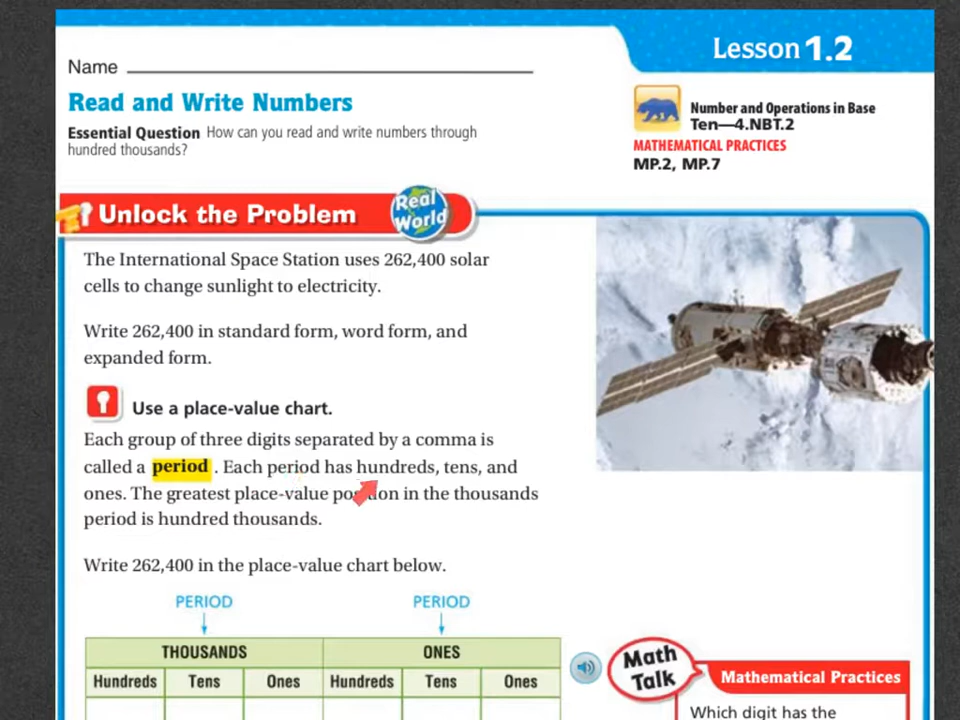 Lesson 1.2
Name
Read and Write Numbers
Essential Question How can you read and write numbers through
hundred thousands?
Number and Operations in Base
Ten—4.NBT.2
MATHEMATICAL PRACTICES
MP.2, MP.7
Unlock the Problem
Real
World
The International Space Station uses 262,400 solar
cells to change sunlight to electricity.
Write 262,400 in standard form, word form, and
expanded form.
Use a place-value chart.
Each group of three digits separated by a comma is
called a period . Each period has hundreds, tens, and
ones. The greatest place-value position in the thousands
period is hundred thousands.
Write 262,400 in the place-value chart below.
PERIOD PERIOD
THOUSANDS ONES
Hundreds Tens Ones Hundreds Tens Ones
Math
Talk
Mathematical Practices
Which digit has the